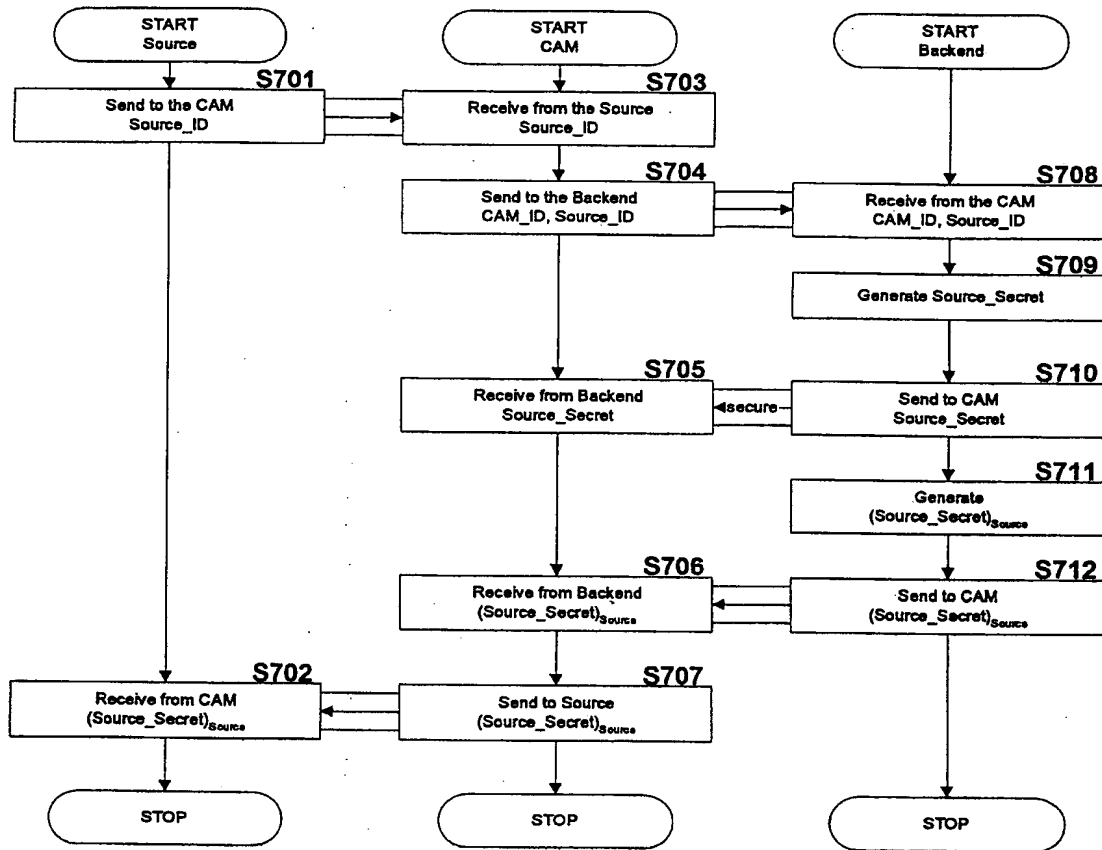 START
Source
START
CAM
START
Backend
S701
Send to the CAM
Source_ID
S703
Receive from the Source
Source_ID
S704
Send to the Backend
CAM_ID, Source_ID
S708
Receive from the CAM
CAM_ID, Source_ID
S709
Generate Source_Secret
S705
Receive from Backend
Source_Secret
secure
S710
Send to CAM
Source_Secret
S711
Generate
(Source_Secret)Source
S706
Receive from Backend
(Source_Secret)Source
S712
Send to CAM
(Source_Secret)Source
S702
Receive from CAM
(Source_Secret)Source
S707
Send to Source
(Source_Secret)Source
STOP
STOP
STOP